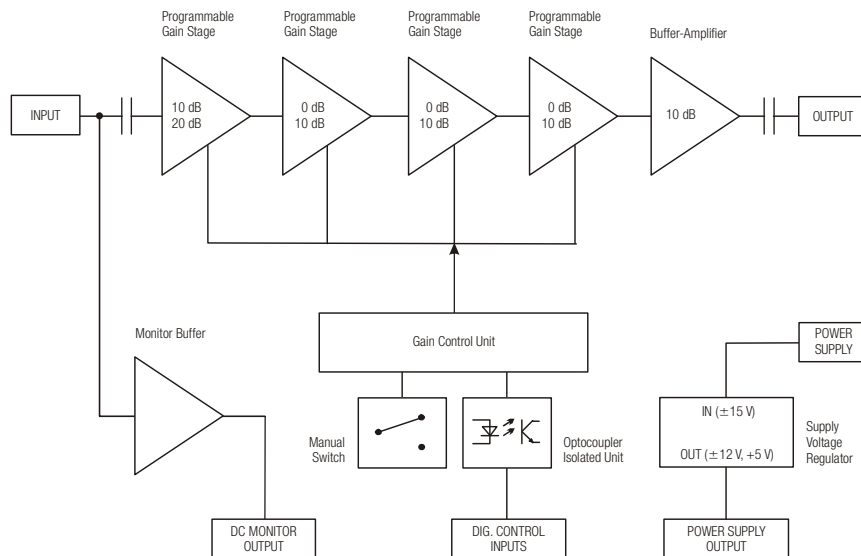 Programmable
Gain Stage
Programmable
Gain Stage
Programmable
Gain Stage
Programmable
Gain Stage
Buffer-Amplifier
INPUT
10 dB
20 dB
0 dB
10 dB
0 dB
10 dB
0 dB
10 dB
10 dB
OUTPUT
Monitor Buffer
Gain Control Unit
POWER
SUPPLY
Manual
Switch
Optocoupler
Isolated Unit
IN (±15 V)
OUT (±12 V, +5 V)
Supply
Voltage
Regulator
DC MONITOR
OUTPUT
DIG. CONTROL
INPUTS
POWER SUPPLY
OUTPUT